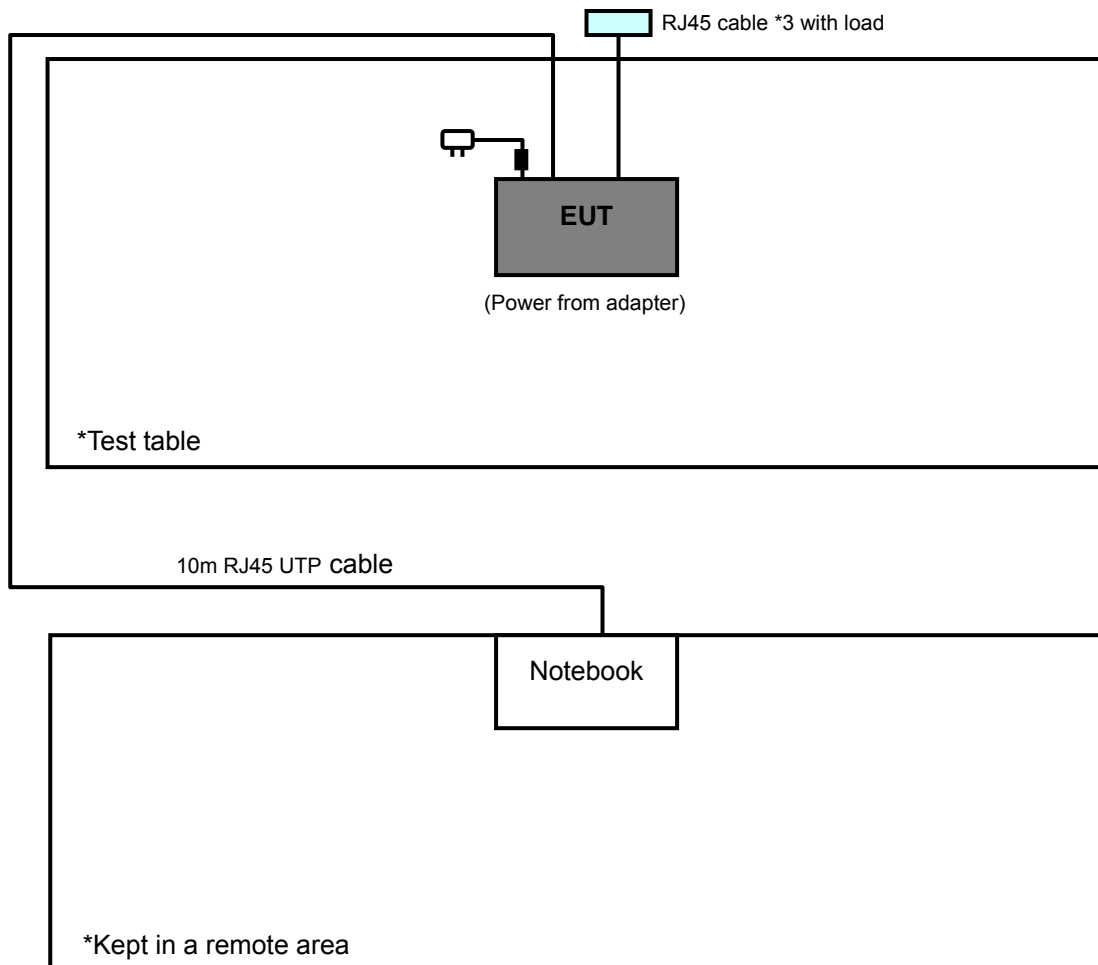 RJ45 cable *3 with load
EUT
(Power from adapter)
*Test table
10m RJ45 UTP cable
Notebook
*Kept in a remote area